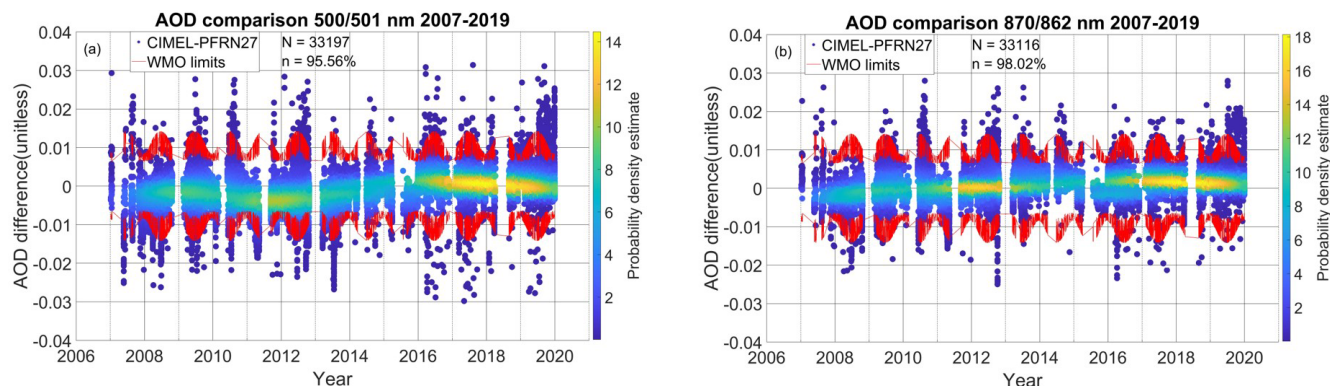 AOD comparison 500/501 nm 2007-2019
(a)
CIMEL-PFRN27
WMO limits
N = 33197
n = 95.56%
0.04
0.03
0.02
0.01
0
-0.01
-0.02
-0.03
-0.04
AOD difference(unitless)
2006 2008 2010 2012 2014 2016 2018 2020
Year
14
12
10
8
6
4
2
Probability density estimate
AOD comparison 870/862 nm 2007-2019
(b)
CIMEL-PFRN27
WMO limits
N = 33116
n = 98.02%
0.04
0.03
0.02
0.01
0
-0.01
-0.02
-0.03
-0.04
AOD difference(unitless)
2006 2008 2010 2012 2014 2016 2018 2020
Year
18
16
14
12
10
8
6
4
2
Probability density estimate